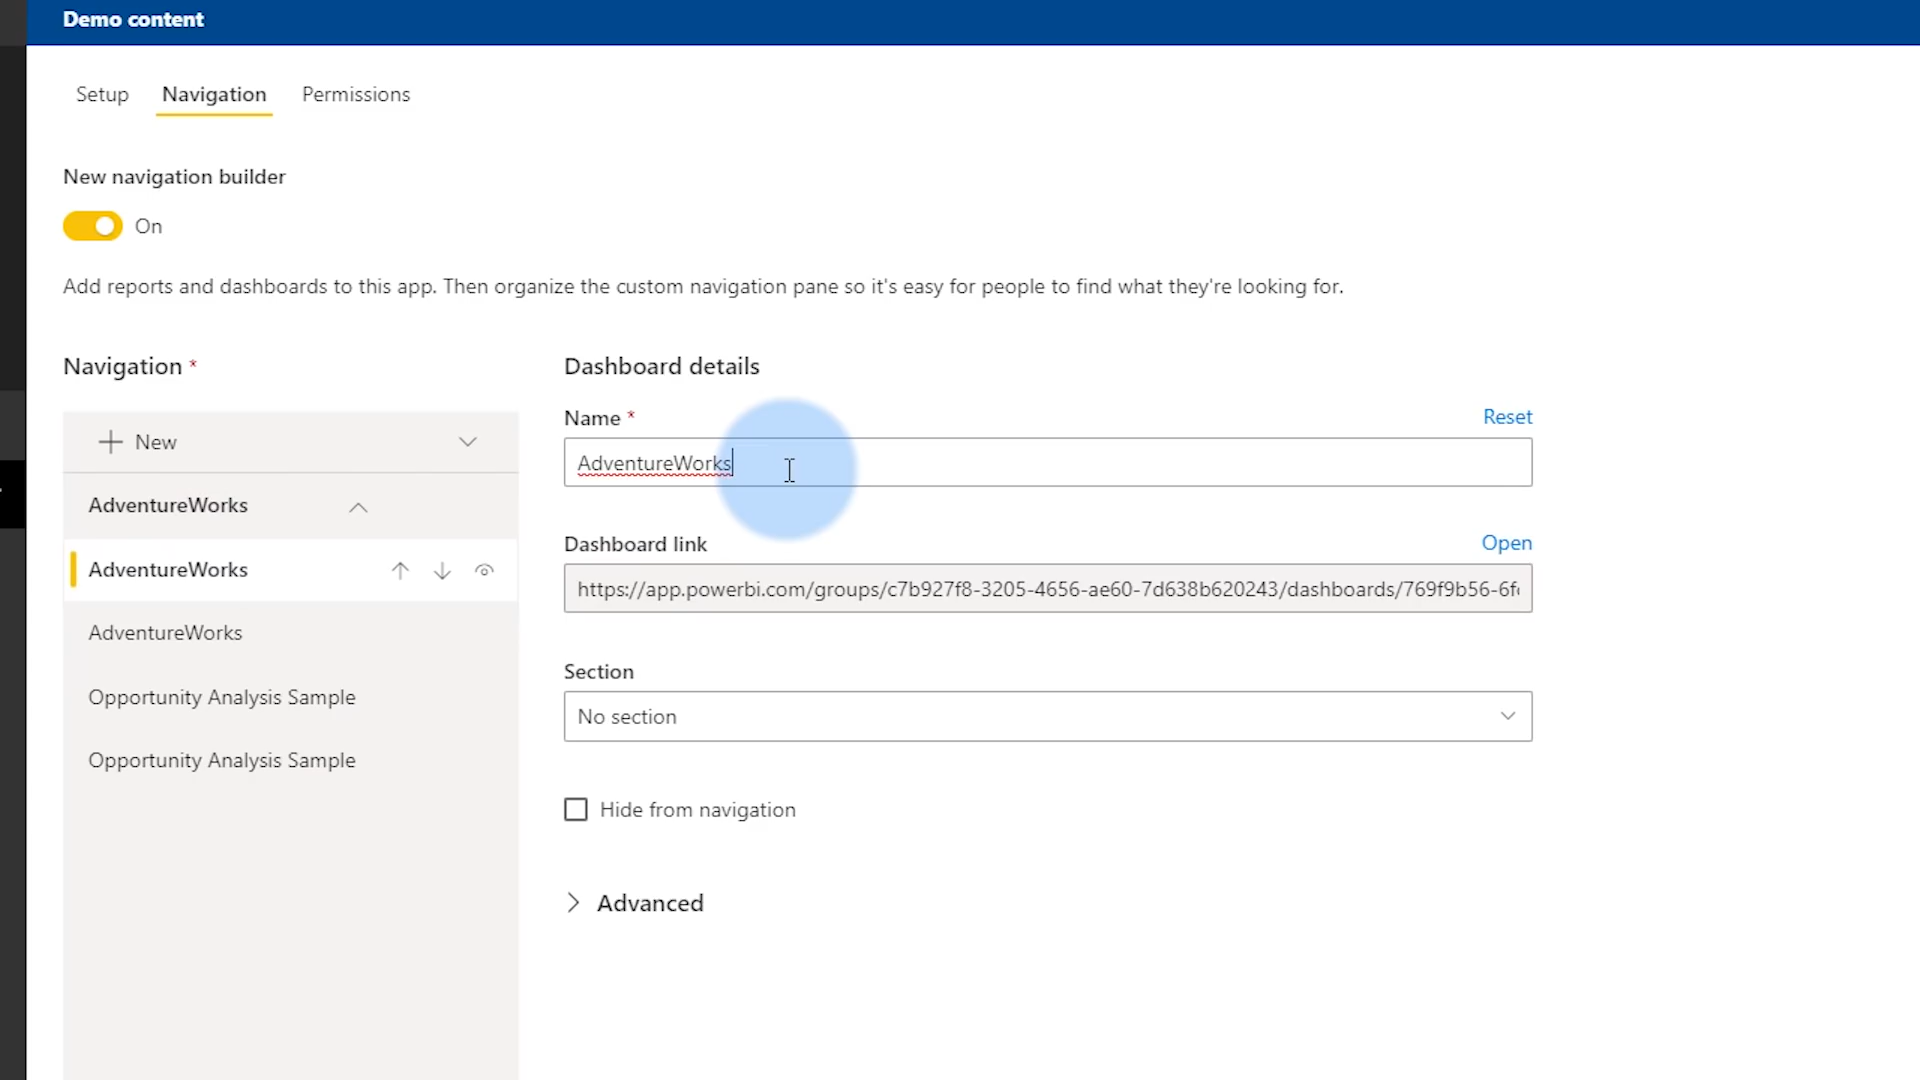 Demo content
Setup
Navigation
Permissions
New navigation builder
On
Add reports and dashboards to this app. Then organize the custom navigation pane so it's easy for people to find what they're looking for.
Navigation *
New
AdventureWorks
AdventureWorks
AdventureWorks
Opportunity Analysis Sample
Opportunity Analysis Sample
Dashboard details
Name *
Reset
AdventureWorks
Dashboard link
Open
https://app.powerbi.com/groups/c7b927f8-3205-4656-ae60-7d638b620243/dashboards/769f9b56-6f
Section
No section
Hide from navigation
Advanced